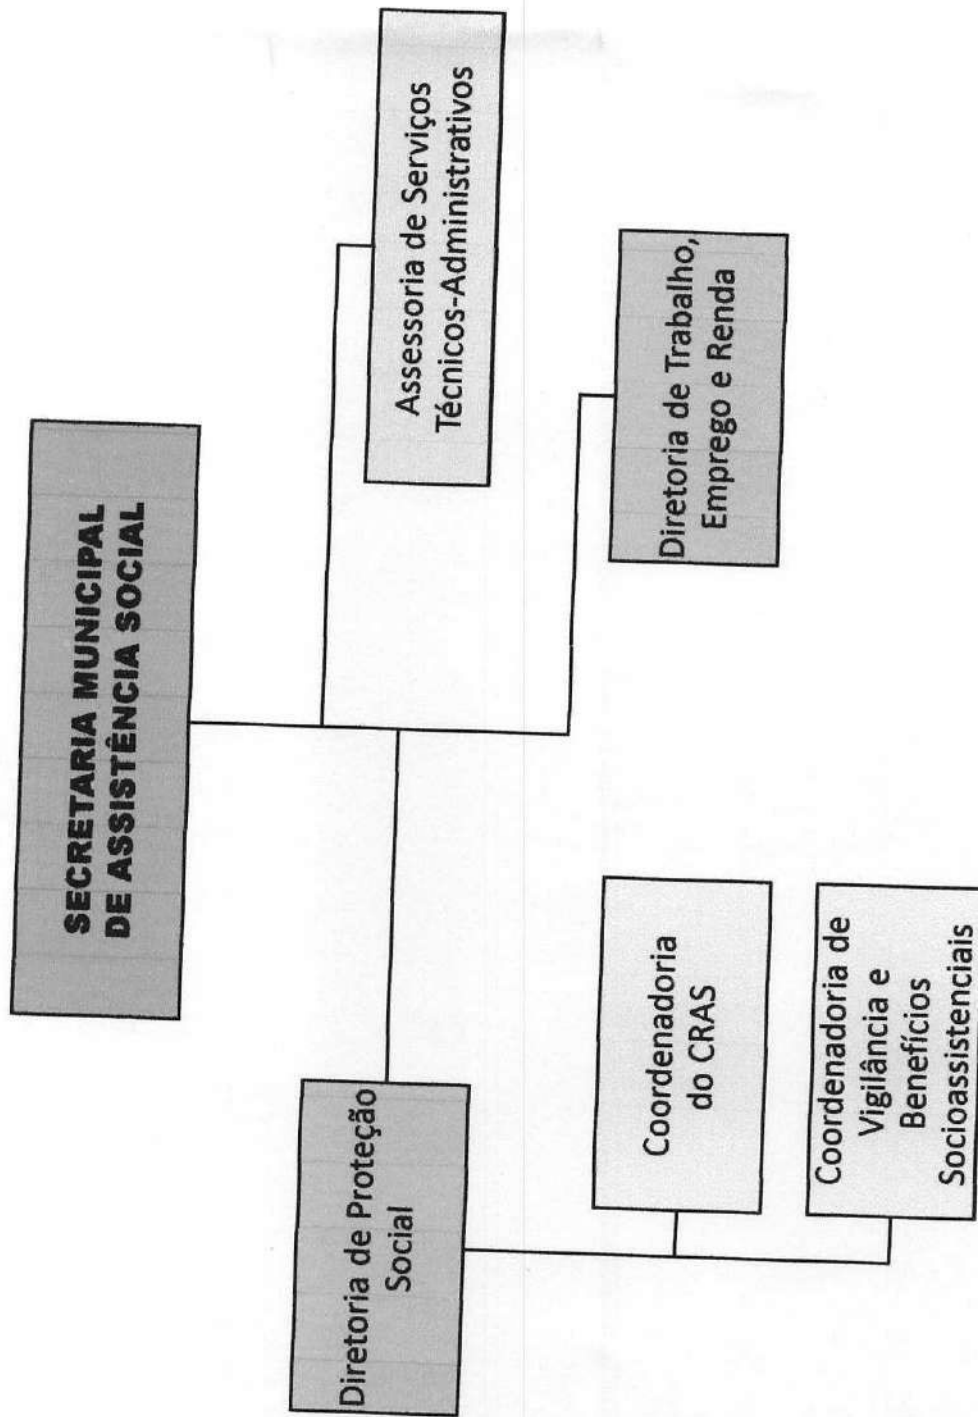 SECRETARIA MUNICIPAL
DE ASSISTÊNCIA SOCIAL
Assessoria de Serviços
Técnicos-Administrativos
Diretoria de Proteção
Social
Diretoria de Trabalho,
Emprego e Renda
Coordenadoria
do CRAS
Coordenadoria de
Vigilância e
Benefícios
Socioassistenciais